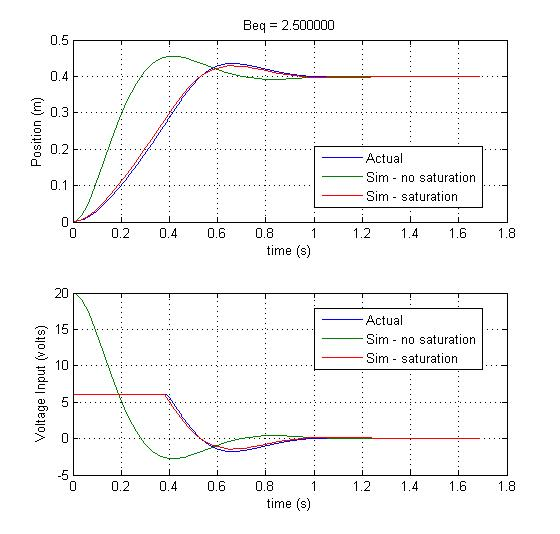 Beq = 2.500000
0.5
0.4
0.3
0.2
0.1
0
Position (m)
Actual
Sim - no saturation
Sim - saturation
0 0.2 0.4 0.6 0.8 1 1.2 1.4 1.6 1.8
time (s)
20
15
10
5
0
-5
Voltage Input (volts)
Actual
Sim - no saturation
Sim - saturation
0 0.2 0.4 0.6 0.8 1 1.2 1.4 1.6 1.8
time (s)